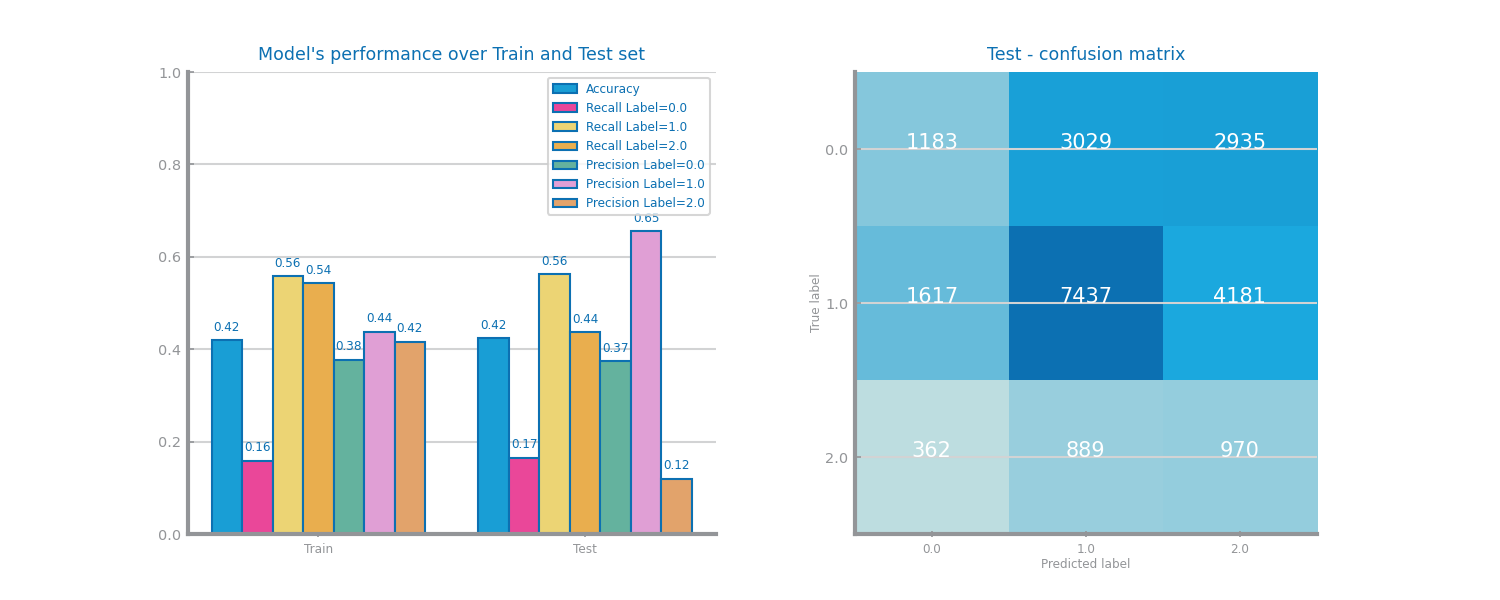 Model's performance over Train and Test set
1.0
0.8
0.6
0.4
0.2
0.0
Accuracy
Recall Label=0.0
Recall Label=1.0
Recall Label=2.0
Precision Label=0.0
Precision Label=1.0
Precision Label=2.0
0.42
0.16
0.56
0.54
0.38
0.44
0.42
0.42
0.17
0.56
0.44
0.37
0.65
0.12
Train
Test
Test - confusion matrix
True label
0.0
1183
3029
2935
1.0
1617
7437
4181
2.0
362
889
970
0.0
1.0
2.0
Predicted label